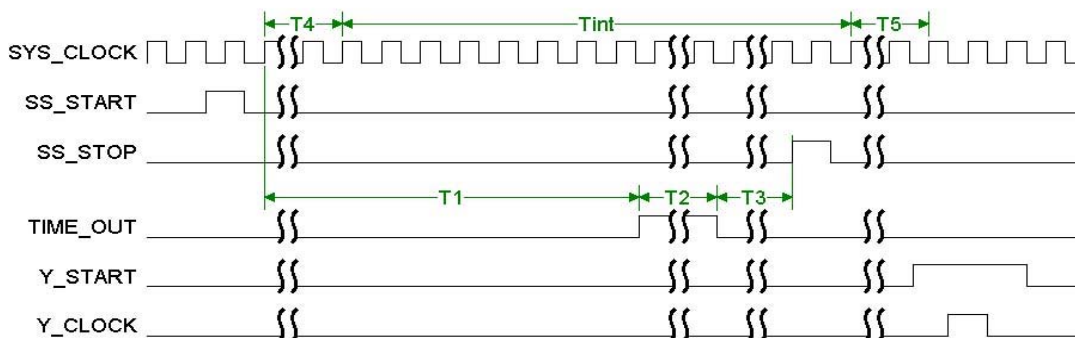 T4 Tint T5
SYS_CLOCK
SS_START
SS_STOP
T1 T2 T3
TIME_OUT
Y_START
Y_CLOCK